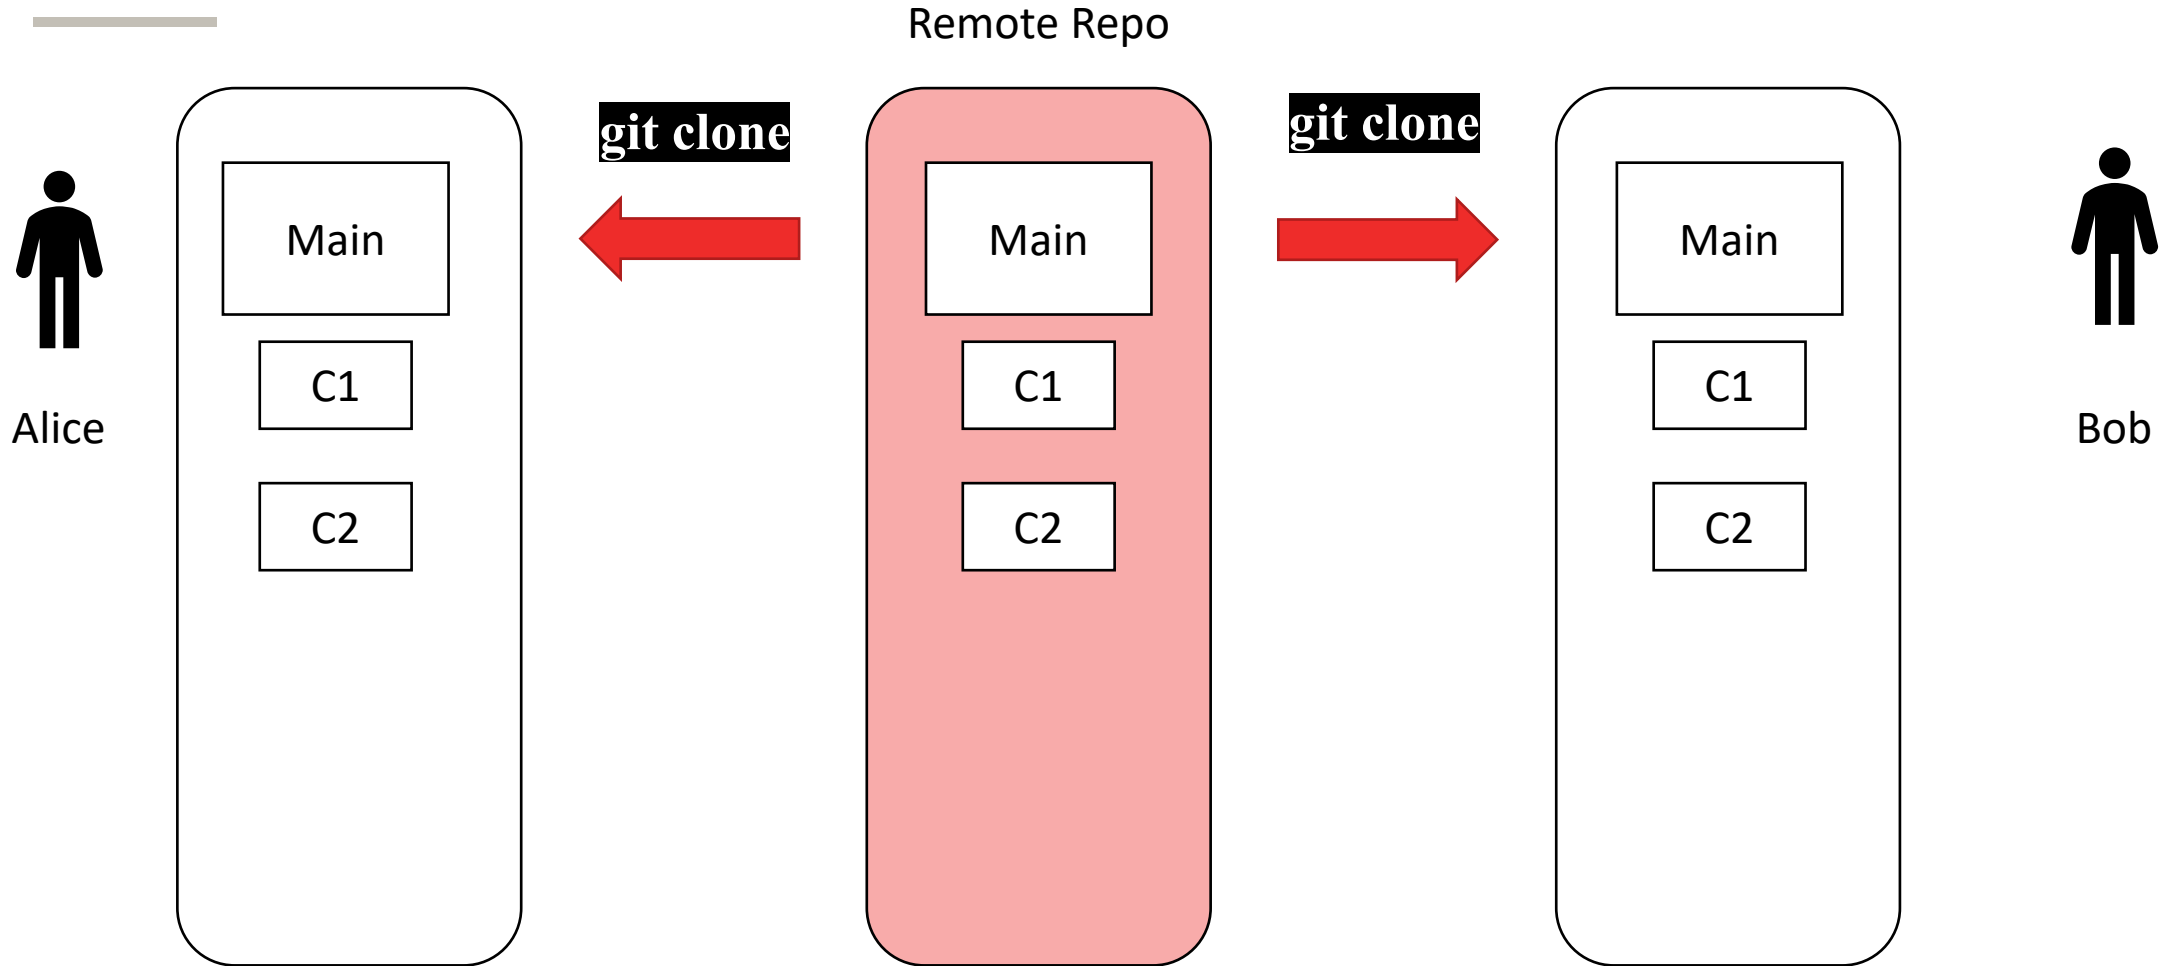 Remote Repo
git clone
git clone
Main
Main
Main
C1
C1
C1
Alice
Bob
C2
C2
C2